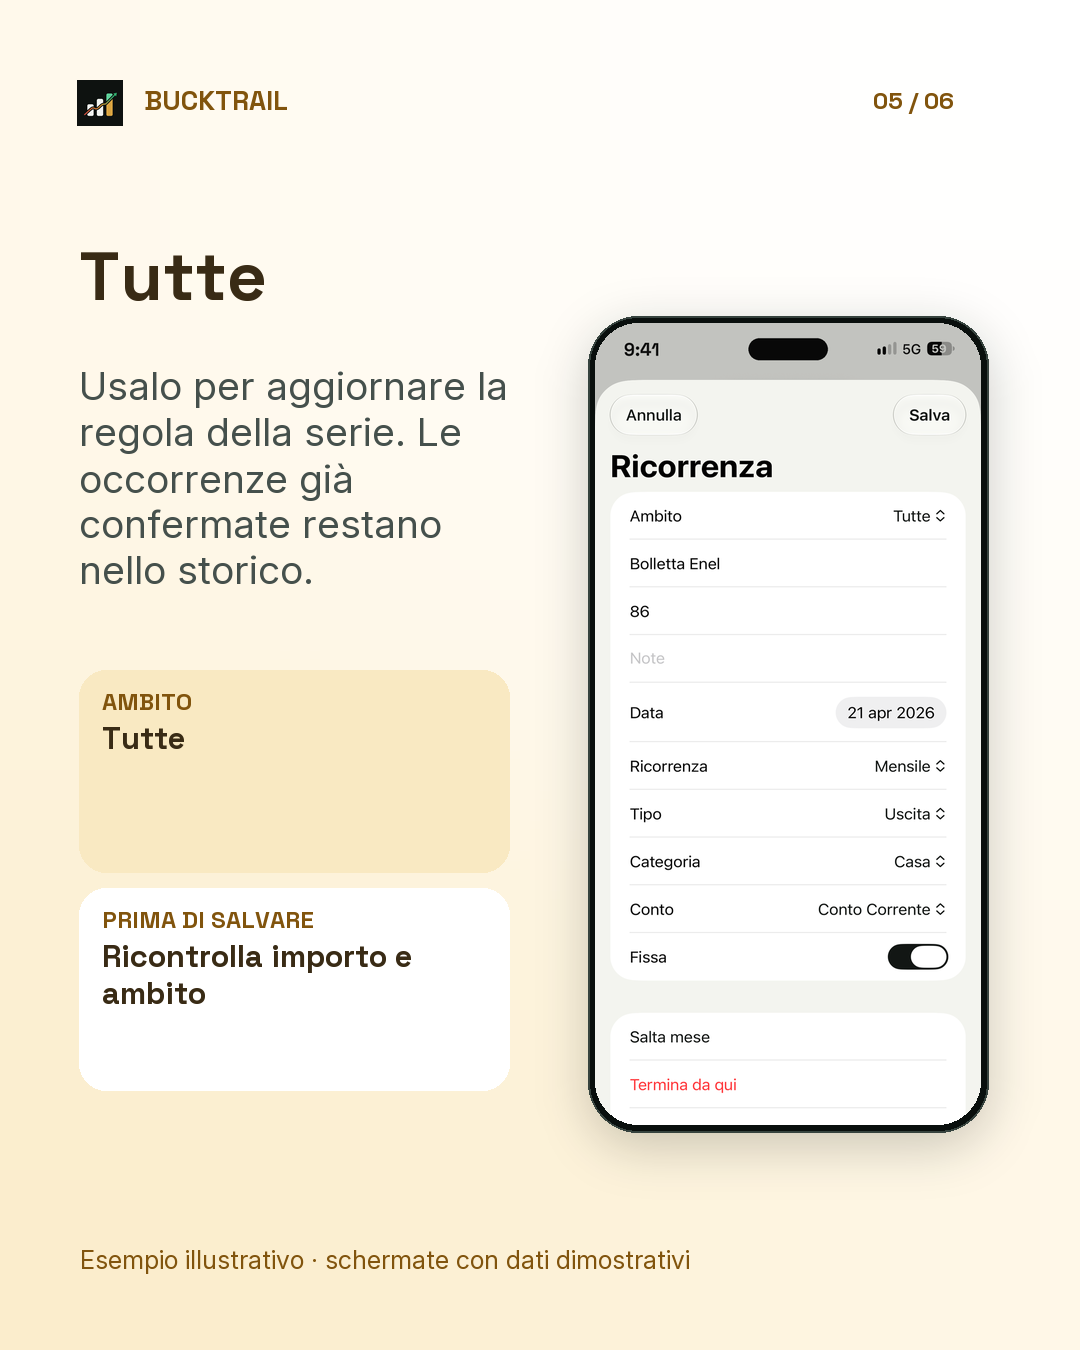 BUCKTRAIL
05 / 06
Tutte
Usalo per aggiornare la
regola della serie. Le
occorrenze già
confermate restano
nello storico.
AMBITO
Tutte
PRIMA DI SALVARE
Ricontrolla importo e
ambito
9:41
5G
59
Annulla
Salva
Ricorrenza
Ambito
Tutte
Bolletta Enel
86
Note
Data
21 apr 2026
Ricorrenza
Mensile
Tipo
Uscita
Categoria
Casa
Conto
Conto Corrente
Fissa
Salta mese
Termina da qui
Esempio illustrativo · schermate con dati dimostrativi